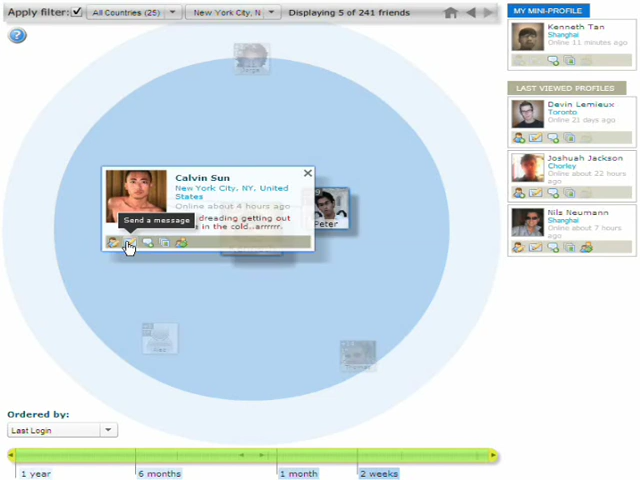 Apply filter:
All Countries (25)
New York City, N
Displaying 5 of 241 friends
MY MINI-PROFILE
Kenneth Tan
Shanghai
Online 11 minutes ago
LAST VIEWED PROFILES
Devin Lemieux
Toronto
Online 21 days ago
Joshuah Jackson
Chorley
Online about 22 hours
ago
Nils Neumann
Shanghai
Online about 7 hours
ago
Calvin Sun
New York City, NY, United
States
Online about 4 hours ago
dreading getting out
in the cold..arrrrrr.
Send a message
Peter
Ordered by:
Last Login
1 year
6 months
1 month
2 weeks